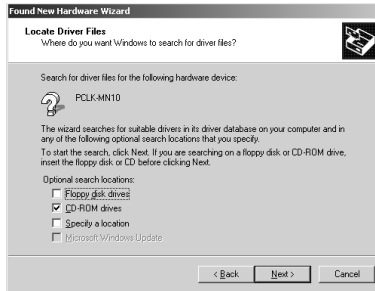 Found New Hardware Wizard
Locate Driver Files
Where do you want Windows to search for driver files?
Search for driver files for the following hardware device:
PCLK-MN10
The wizard searches for suitable drivers in its driver database on your computer and in
any of the following optional search locations that you specify.
To start the search, click Next. If you are searching on a floppy disk or CD-ROM drive,
insert the floppy disk or CD before clicking Next.
Optional search locations:
Floppy disk drives
CD-ROM drives
Specify a location
Microsoft Windows Update
< Back Next > Cancel